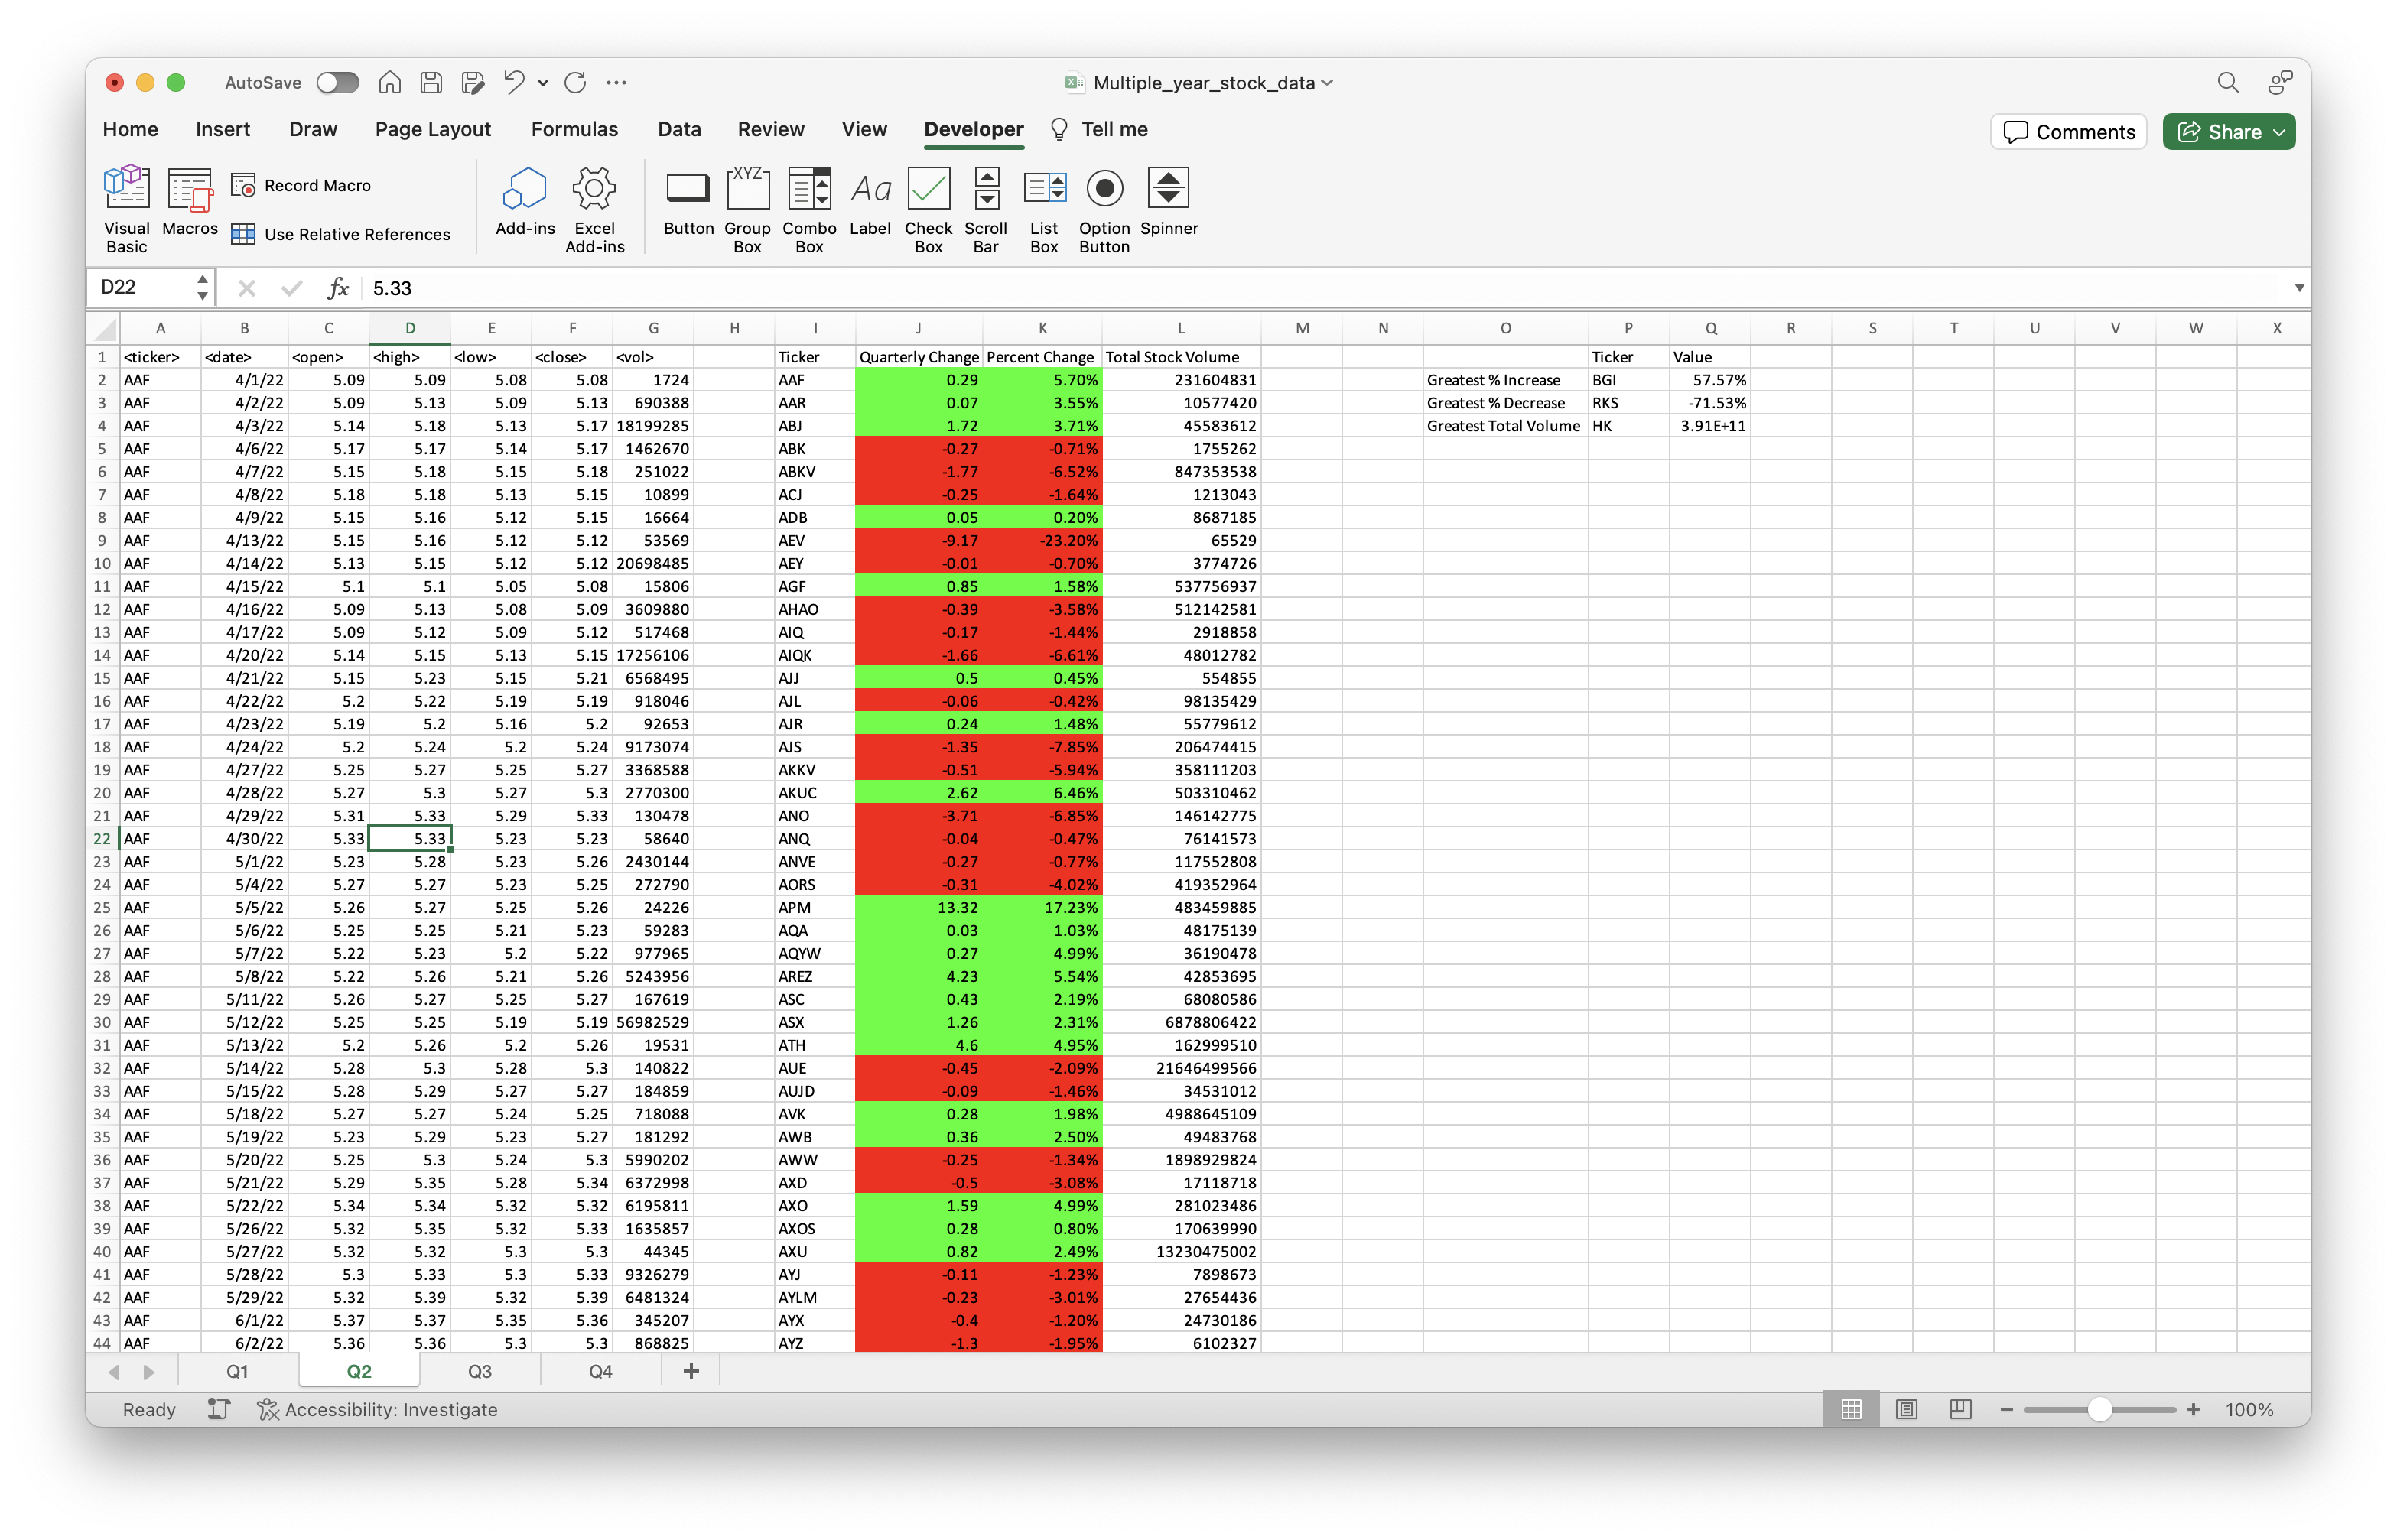 AutoSave
Multiple_year_stock_data
Home Insert Draw Page Layout Formulas Data Review View Developer Tell me Comments Share
Visual Basic Macros Record Macro Use Relative References Add-ins Excel Add-ins Button XYZ Group Box Combo Box Aa Label Check Box Scroll Bar List Box Option Button Spinner
D22 fx 5.33
A B C D E F G H I J K L M N O P Q R S T U V W X
1 <ticker> <date> <open> <high> <low> <close> <vol> Ticker Quarterly Change Percent Change Total Stock Volume Ticker Value
2 AAF 4/1/22 5.09 5.09 5.08 5.08 1724 AAF 0.29 5.70% 231604831 Greatest % Increase BGI 57.57%
3 AAF 4/2/22 5.09 5.13 5.09 5.13 690388 AAR 0.07 3.55% 10577420 Greatest % Decrease RKS -71.53%
4 AAF 4/3/22 5.14 5.18 5.13 5.17 18199285 ABJ 1.72 3.71% 45583612 Greatest Total Volume HK 3.91E+11
5 AAF 4/6/22 5.17 5.17 5.14 5.17 1462670 ABK -0.27 -0.71% 1755262
6 AAF 4/7/22 5.15 5.18 5.15 5.18 251022 ABKV -1.77 -6.52% 847353538
7 AAF 4/8/22 5.18 5.18 5.13 5.15 10899 ACJ -0.25 -1.64% 1213043
8 AAF 4/9/22 5.15 5.16 5.12 5.15 16664 ADB 0.05 0.20% 8687185
9 AAF 4/13/22 5.15 5.16 5.12 5.12 53569 AEV -9.17 -23.20% 65529
10 AAF 4/14/22 5.13 5.15 5.12 5.12 20698485 AEY -0.01 -0.70% 3774726
11 AAF 4/15/22 5.1 5.1 5.05 5.08 15806 AGF 0.85 1.58% 537756937
12 AAF 4/16/22 5.09 5.13 5.08 5.09 3609880 AHAO -0.39 -3.58% 512142581
13 AAF 4/17/22 5.09 5.12 5.09 5.12 517468 AIQ -0.17 -1.44% 2918858
14 AAF 4/20/22 5.14 5.15 5.13 5.15 17256106 AIQK -1.66 -6.61% 48012782
15 AAF 4/21/22 5.15 5.23 5.15 5.21 6568495 AJJ 0.5 0.45% 554855
16 AAF 4/22/22 5.2 5.22 5.19 5.19 918046 AJL -0.06 -0.42% 98135429
17 AAF 4/23/22 5.19 5.2 5.16 5.2 92653 AJR 0.24 1.48% 55779612
18 AAF 4/24/22 5.2 5.24 5.2 5.24 9173074 AJS -1.35 -7.85% 206474415
19 AAF 4/27/22 5.25 5.27 5.25 5.27 3368588 AKKV -0.51 -5.94% 358111203
20 AAF 4/28/22 5.27 5.3 5.27 5.3 2770300 AKUC 2.62 6.46% 503310462
21 AAF 4/29/22 5.31 5.33 5.29 5.33 130478 ANO -3.71 -6.85% 146142775
22 AAF 4/30/22 5.33 5.33 5.23 5.23 58640 ANQ -0.04 -0.47% 76141573
23 AAF 5/1/22 5.23 5.28 5.23 5.26 2430144 ANVE -0.27 -0.77% 117552808
24 AAF 5/4/22 5.27 5.27 5.23 5.25 272790 AORS -0.31 -4.02% 419352964
25 AAF 5/5/22 5.26 5.27 5.25 5.26 24226 APM 13.32 17.23% 483459885
26 AAF 5/6/22 5.25 5.25 5.21 5.23 59283 AQA 0.03 1.03% 48175139
27 AAF 5/7/22 5.22 5.23 5.2 5.22 977965 AQYW 0.27 4.99% 36190478
28 AAF 5/8/22 5.22 5.26 5.21 5.26 5243956 AREZ 4.23 5.54% 42853695
29 AAF 5/11/22 5.26 5.27 5.25 5.27 167619 ASC 0.43 2.19% 68080586
30 AAF 5/12/22 5.25 5.25 5.19 5.19 56982529 ASX 1.26 2.31% 6878806422
31 AAF 5/13/22 5.2 5.26 5.2 5.26 19531 ATH 4.6 4.95% 162999510
32 AAF 5/14/22 5.28 5.3 5.28 5.3 140822 AUE -0.45 -2.09% 21646499566
33 AAF 5/15/22 5.28 5.29 5.27 5.27 184859 AUJD -0.09 -1.46% 34531012
34 AAF 5/18/22 5.27 5.27 5.24 5.25 718088 AVK 0.28 1.98% 4988645109
35 AAF 5/19/22 5.23 5.29 5.23 5.27 181292 AWB 0.36 2.50% 49483768
36 AAF 5/20/22 5.25 5.3 5.24 5.3 5990202 AWW -0.25 -1.34% 1898929824
37 AAF 5/21/22 5.29 5.35 5.28 5.34 6372998 AXD -0.5 -3.08% 17118718
38 AAF 5/22/22 5.34 5.34 5.32 5.32 6195811 AXO 1.59 4.99% 281023486
39 AAF 5/26/22 5.32 5.35 5.32 5.33 1635857 AXOS 0.28 0.80% 170639990
40 AAF 5/27/22 5.32 5.32 5.3 5.3 44345 AXU 0.82 2.49% 13230475002
41 AAF 5/28/22 5.3 5.33 5.3 5.33 9326279 AYJ -0.11 -1.23% 7898673
42 AAF 5/29/22 5.32 5.39 5.32 5.39 6481324 AYLM -0.23 -3.01% 27654436
43 AAF 6/1/22 5.37 5.37 5.35 5.36 345207 AYX -0.4 -1.20% 24730186
44 AAF 6/2/22 5.36 5.36 5.3 5.3 868825 AYZ -1.3 -1.95% 6102327
Q1 Q2 Q3 Q4 +
Ready Accessibility: Investigate 100%